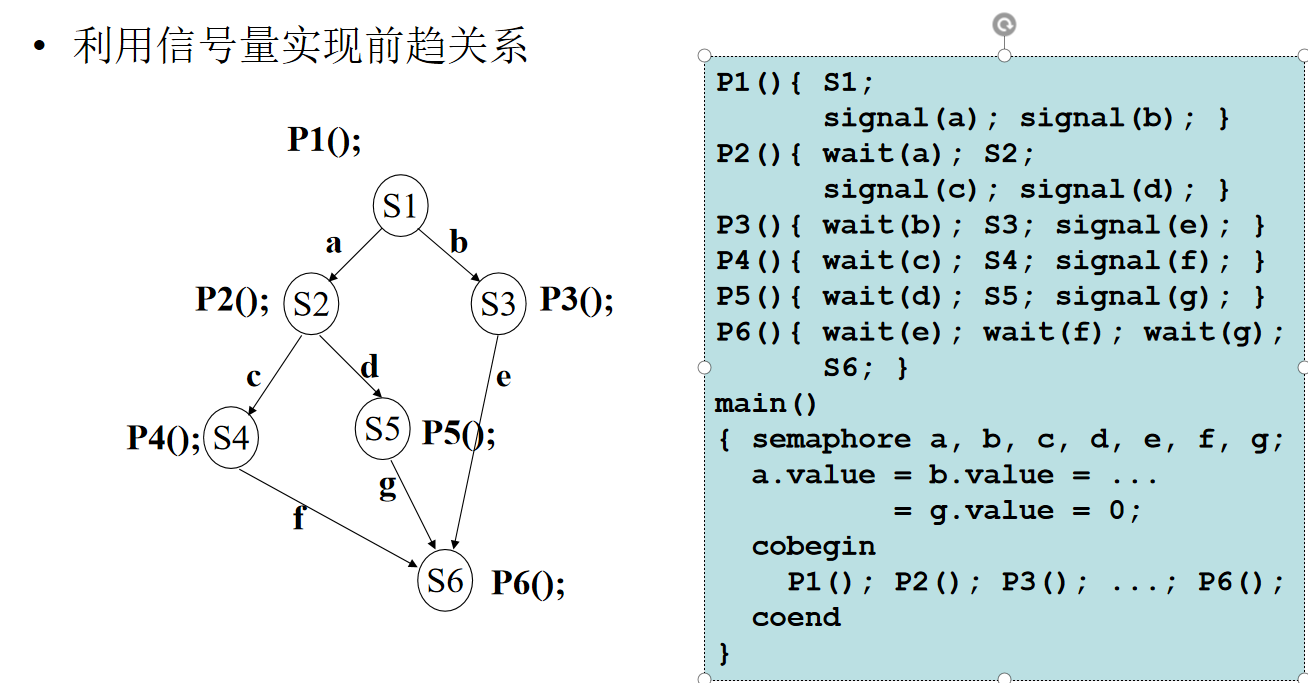 • 利用信号量实现前趋关系
P1();
S1
a
b
P2();
S2
S3
P3();
c
d
e
P4();
S4
S5
P5();
g
f
S6
P6();
P1(){ S1;
signal(a); signal(b); }
P2(){ wait(a); S2;
signal(c); signal(d); }
P3(){ wait(b); S3; signal(e); }
P4(){ wait(c); S4; signal(f); }
P5(){ wait(d); S5; signal(g); }
P6(){ wait(e); wait(f); wait(g);
S6; }
main()
{ semaphore a, b, c, d, e, f, g;
a.value = b.value = ...
= g.value = 0;
cobegin
P1(); P2(); P3(); ...; P6();
coend
}